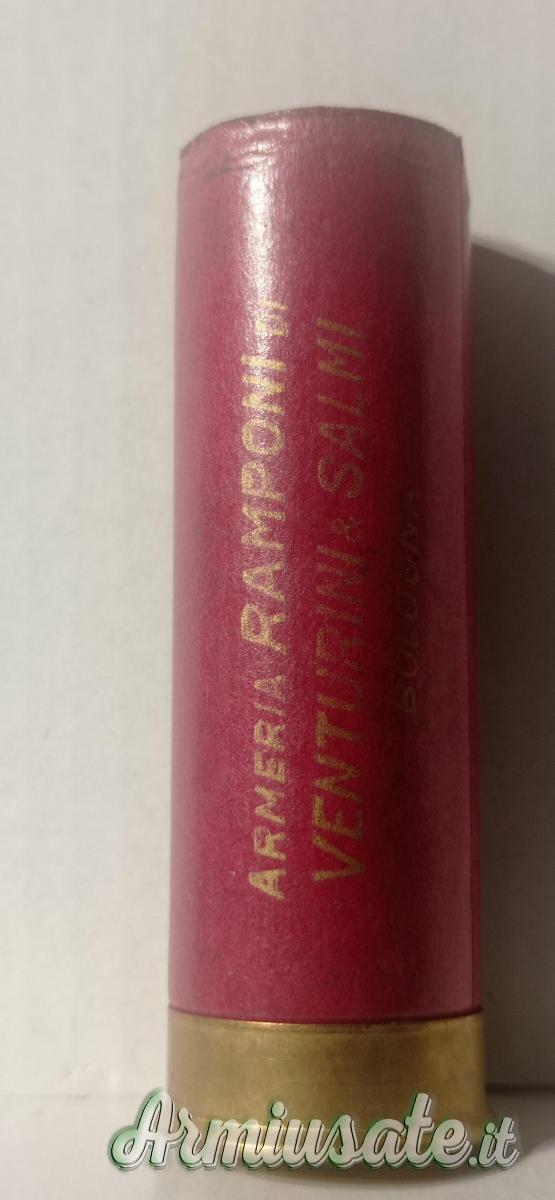 ARMERIA RAMPONI DI
VENTURINI & SALMI
BOLOGNA
Armiusate.it